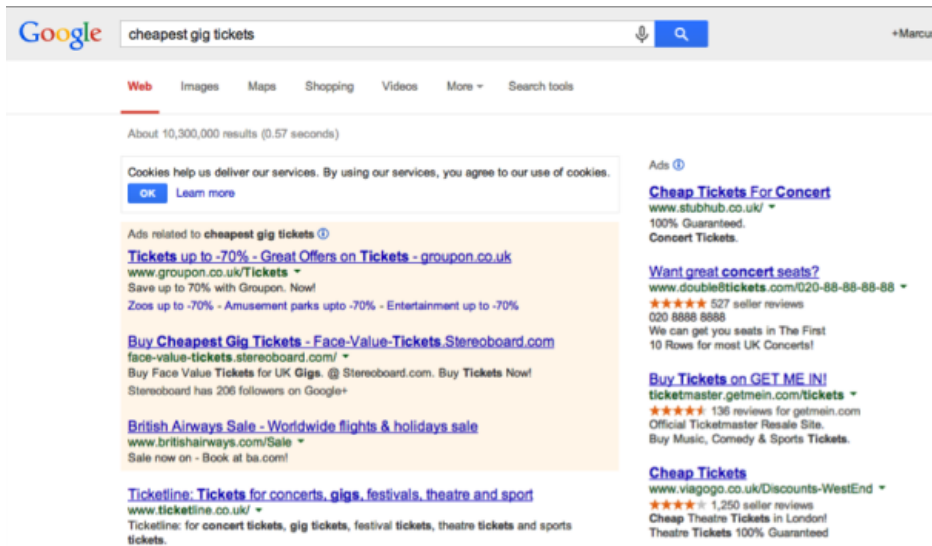 Google
cheapest gig tickets
+Marcus
Web Images Maps Shopping Videos More Search tools
About 10,300,000 results (0.57 seconds)
Cookies help us deliver our services. By using our services, you agree to our use of cookies.
OK Learn more
Ads related to cheapest gig tickets
Tickets up to -70% - Great Offers on Tickets - groupon.co.uk
www.groupon.co.uk/Tickets
Save up to 70% with Groupon. Now!
Zoos up to -70% - Amusement parks upto -70% - Entertainment up to -70%
Buy Cheapest Gig Tickets - Face-Value-Tickets.Stereoboard.com
face-value-tickets.stereoboard.com/
Buy Face Value Tickets for UK Gigs. @ Stereoboard.com. Buy Tickets Now!
Stereoboard has 206 followers on Google+
British Airways Sale - Worldwide flights & holidays sale
www.britishairways.com/Sale
Sale now on - Book at ba.com!
Ticketline: Tickets for concerts, gigs, festivals, theatre and sport
www.ticketline.co.uk/
Ticketline: for concert tickets, gig tickets, festival tickets, theatre tickets and sports
tickets.
Ads
Cheap Tickets For Concert
www.stubhub.co.uk/
100% Guaranteed.
Concert Tickets.
Want great concert seats?
www.double8tickets.com/020-88-88-88-88
527 seller reviews
020 8888 8888
We can get you seats in The First
10 Rows for most UK Concerts!
Buy Tickets on GET ME IN!
ticketmaster.getmein.com/tickets
136 reviews for getmein.com
Official Ticketmaster Resale Site.
Buy Music, Comedy & Sports Tickets.
Cheap Tickets
www.viagogo.co.uk/Discounts-WestEnd
1,250 seller reviews
Cheap Theatre Tickets in London!
Theatre Tickets 100% Guaranteed